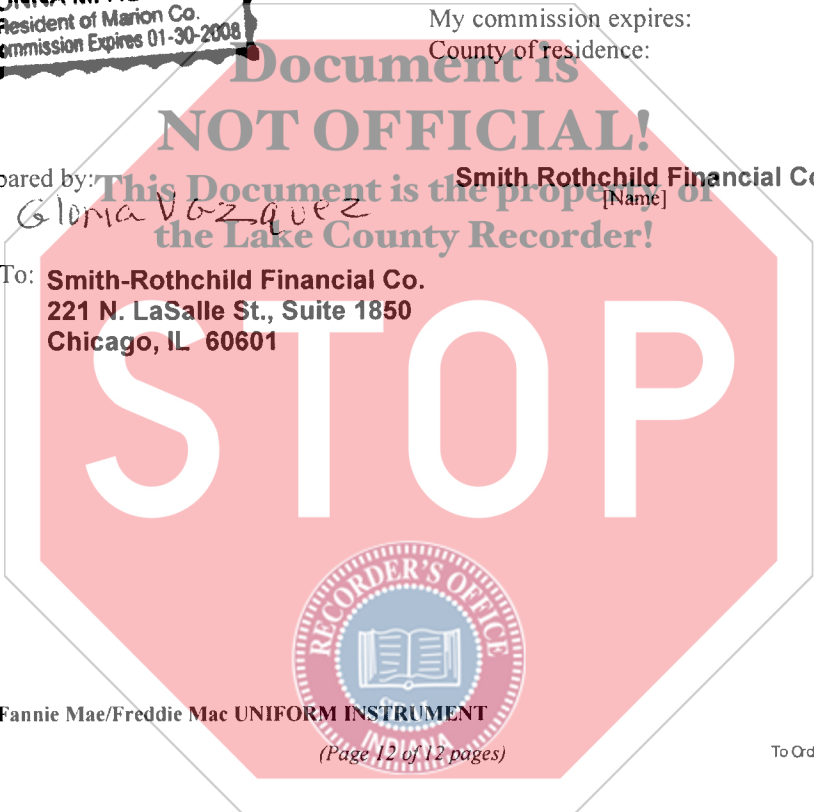 Resident of Marion Co.
ommission Expires 01-30-2008
My commission expires:
County of residence:
Document is
NOT OFFICIAL!
This Document is the property of
the Lake County Recorder!
pared by:
Smith Rothchild Financial Co
[Name]
Gloria Vazquez
To: Smith-Rothchild Financial Co.
221 N. LaSalle St., Suite 1850
Chicago, IL 60601
STOP
RECORDER'S OFFICE
INDIANA
Fannie Mae/Freddie Mac UNIFORM INSTRUMENT
(Page 12 of 12 pages)
To Ord